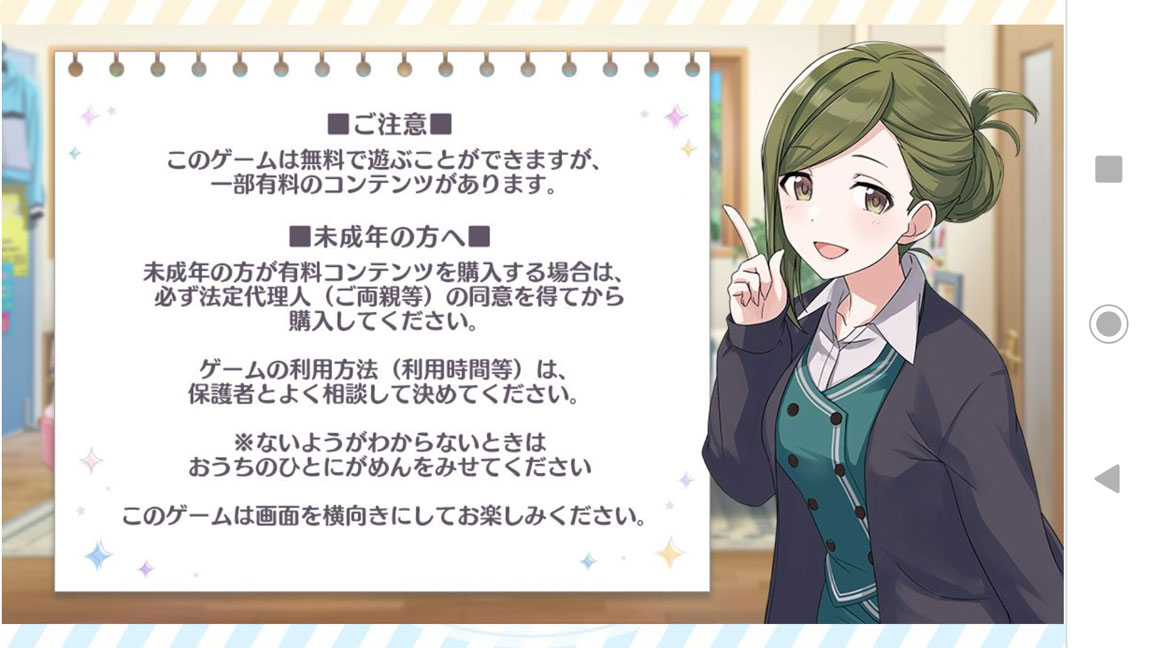 ■ご注意■
このゲームは無料で遊ぶことができますが、
一部有料のコンテンツがあります。
■未成年の方へ■
未成年の方が有料コンテンツを購入する場合は、
必ず法定代理人（ご両親等）の同意を得てから
購入してください。
ゲームの利用方法（利用時間等）は、
保護者とよく相談して決めてください。
※ないようがわからないときは
おうちのひとにがめんをみせてください
このゲームは画面を横向きにしてお楽しみください。